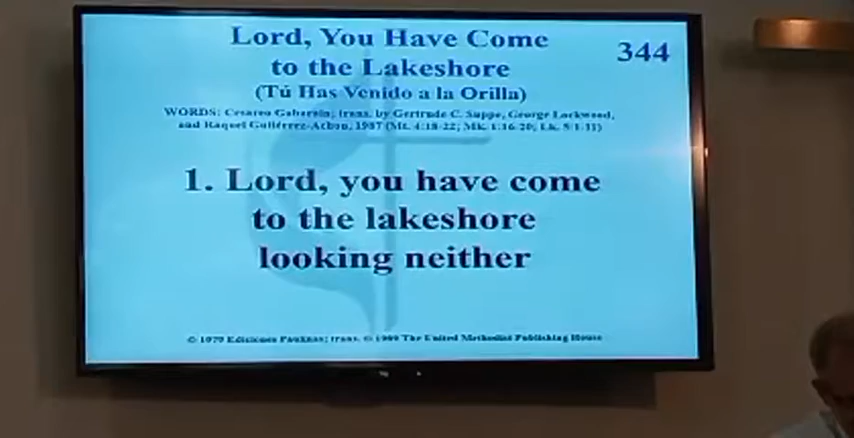 Lord, You Have Come
344
to the Lakeshore
(Tú Has Venido a la Orilla)
WORDS: Cesareo Gabarain; trans. by Gertrude C. Suppe, George Lockwood,
and Raquel Gutiérrez-Achon, 1987 (Mt. 4:18-22; Mk. 1:16-20; Lk. 5:1-11)
1. Lord, you have come
to the lakeshore
looking neither
© 1979 Ediciones Paulinas; trans. © 1989 The United Methodist Publishing House